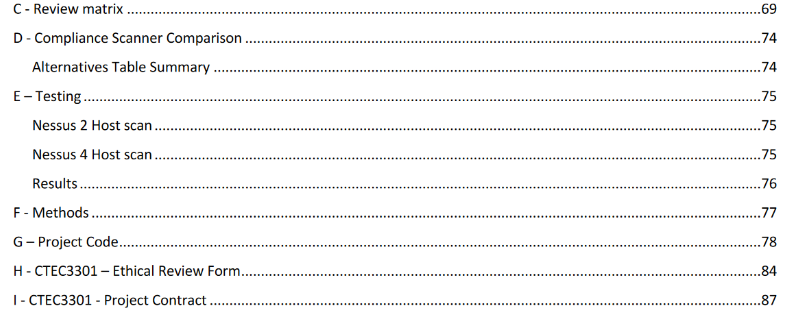 C - Review matrix ........................................................................................................................................69
D - Compliance Scanner Comparison ..............................................................................................................74
Alternatives Table Summary .....................................................................................................................74
E – Testing ..................................................................................................................................................75
Nessus 2 Host scan ..................................................................................................................................75
Nessus 4 Host scan ..................................................................................................................................75
Results ....................................................................................................................................................76
F - Methods .................................................................................................................................................77
G – Project Code...........................................................................................................................................78
H - CTEC3301 – Ethical Review Form...............................................................................................................84
I - CTEC3301 - Project Contract .....................................................................................................................87